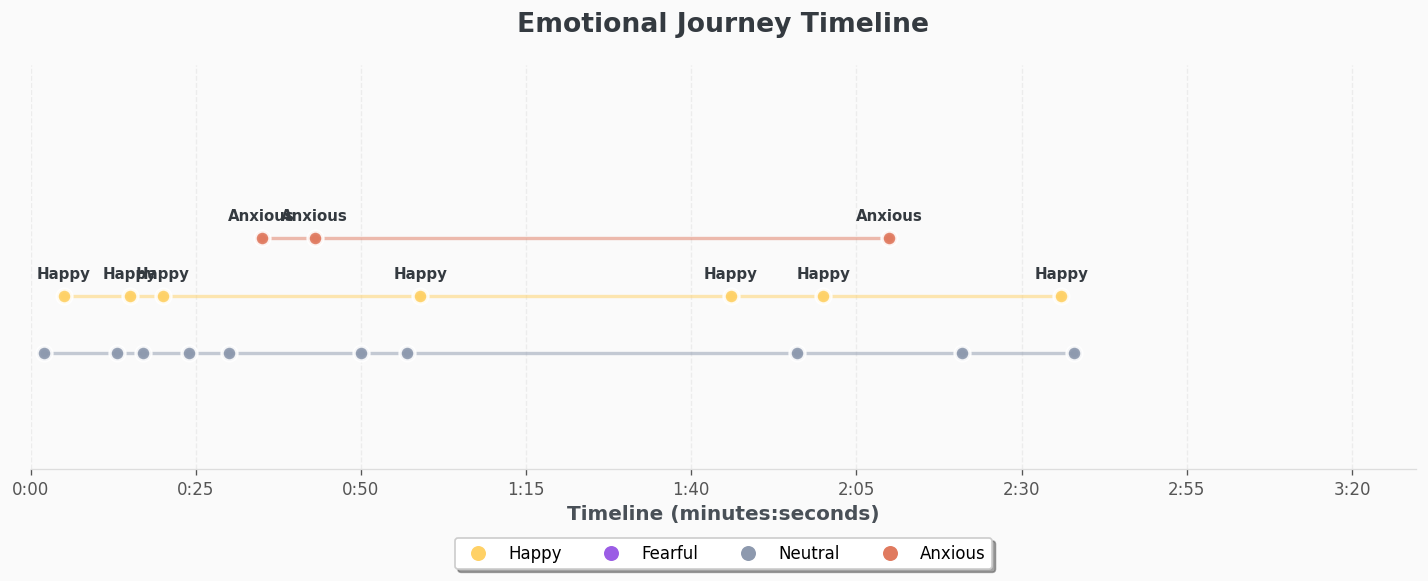 Emotional Journey Timeline
Anxious Anxious Anxious
Happy Happy Happy Happy Happy Happy Happy
0:00 0:25 0:50 1:15 1:40 2:05 2:30 2:55 3:20
Timeline (minutes:seconds)
Happy Fearful Neutral Anxious